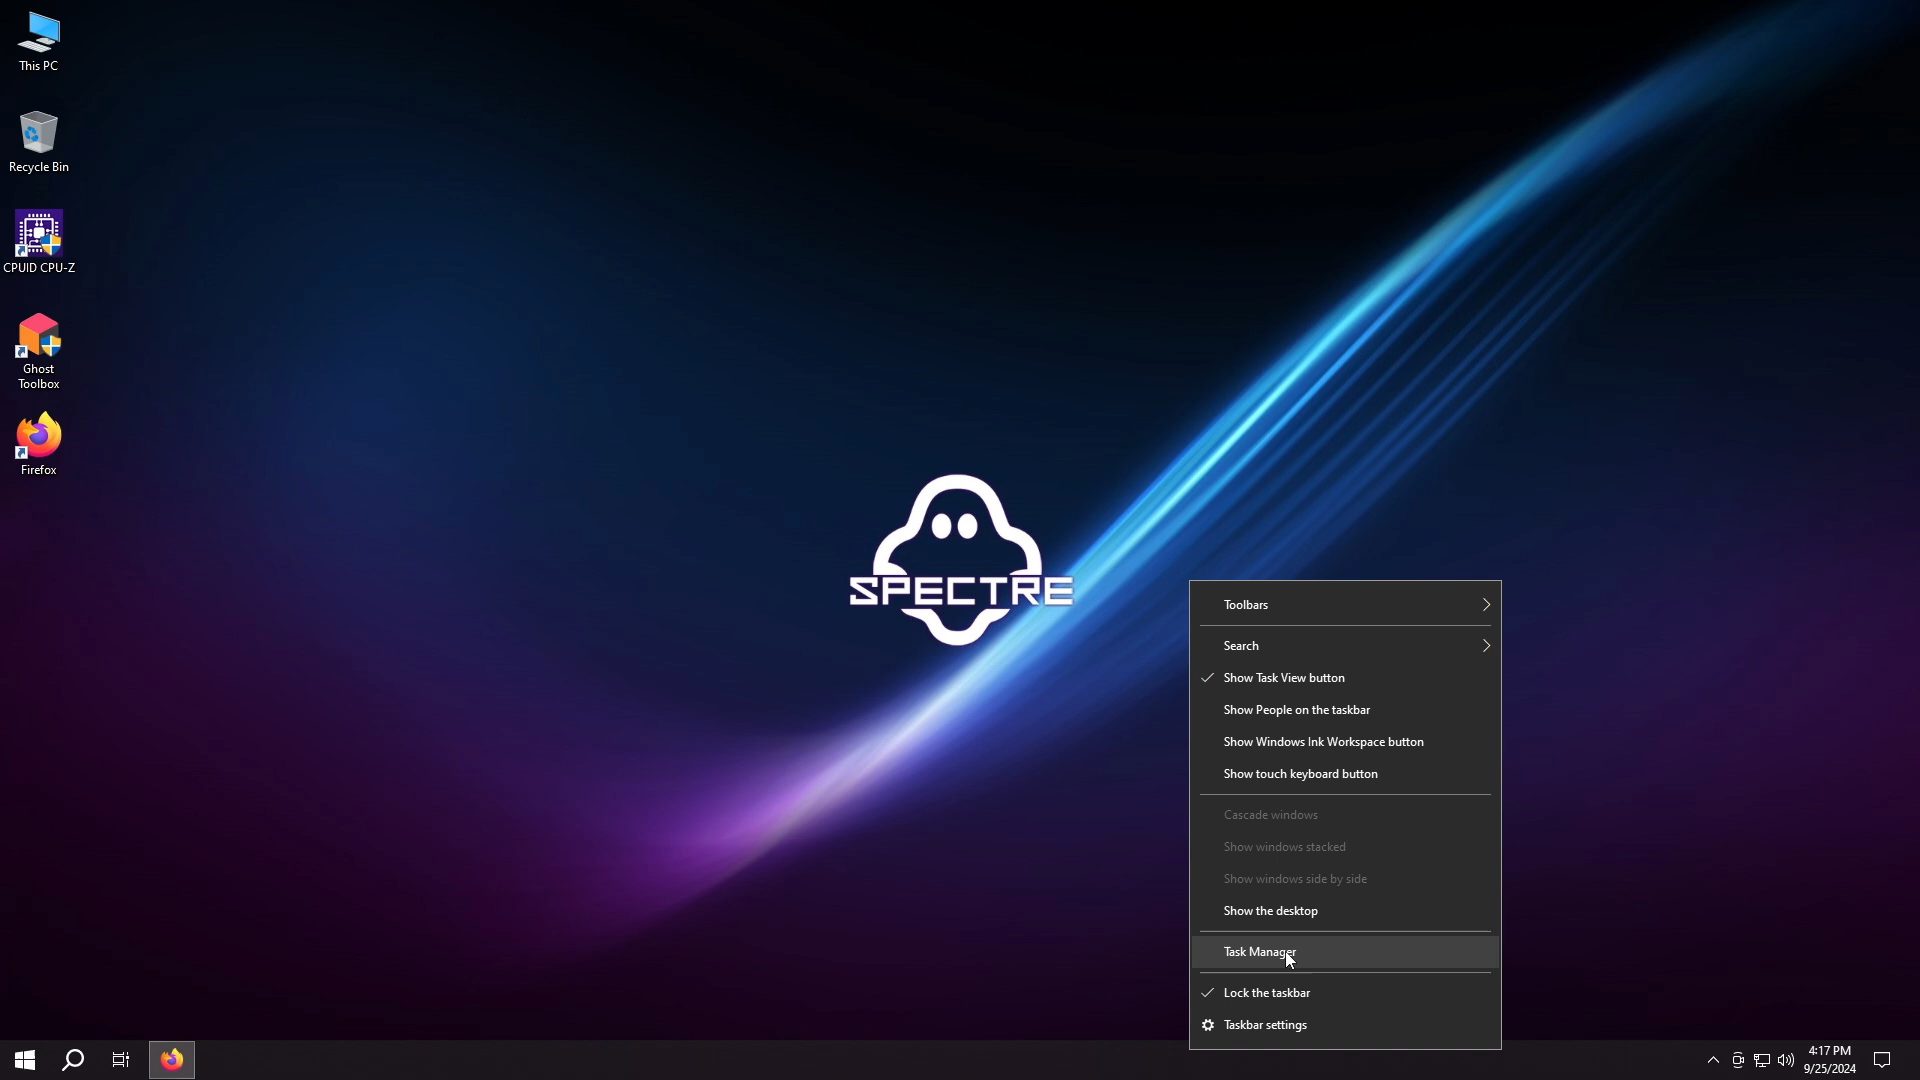 This PC
Recycle Bin
CPUID CPU-Z
Ghost
Toolbox
Firefox
SPECTRE
Toolbars
Search
Show Task View button
Show People on the taskbar
Show Windows Ink Workspace button
Show touch keyboard button
Cascade windows
Show windows stacked
Show windows side by side
Show the desktop
Task Manager
Lock the taskbar
Taskbar settings
4:17 PM
9/25/2024